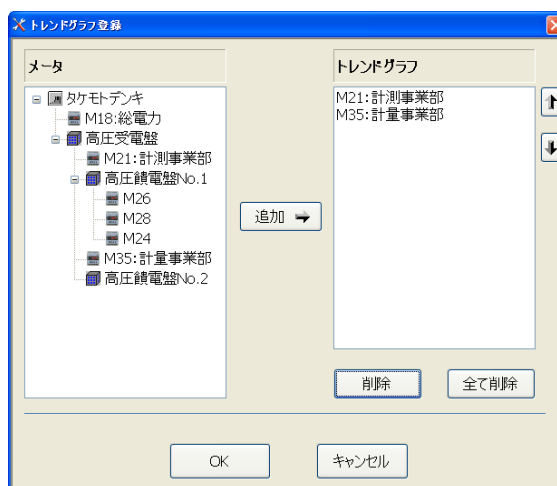 トレンドグラフ登録
メータ
タケモトデンキ
M18:総電力
高圧受電盤
M21:計測事業部
高圧饋電盤No.1
M26
M28
M24
M35:計量事業部
高圧饋電盤No.2
追加
トレンドグラフ
M21:計測事業部
M35:計量事業部
削除
全て削除
OK
キャンセル